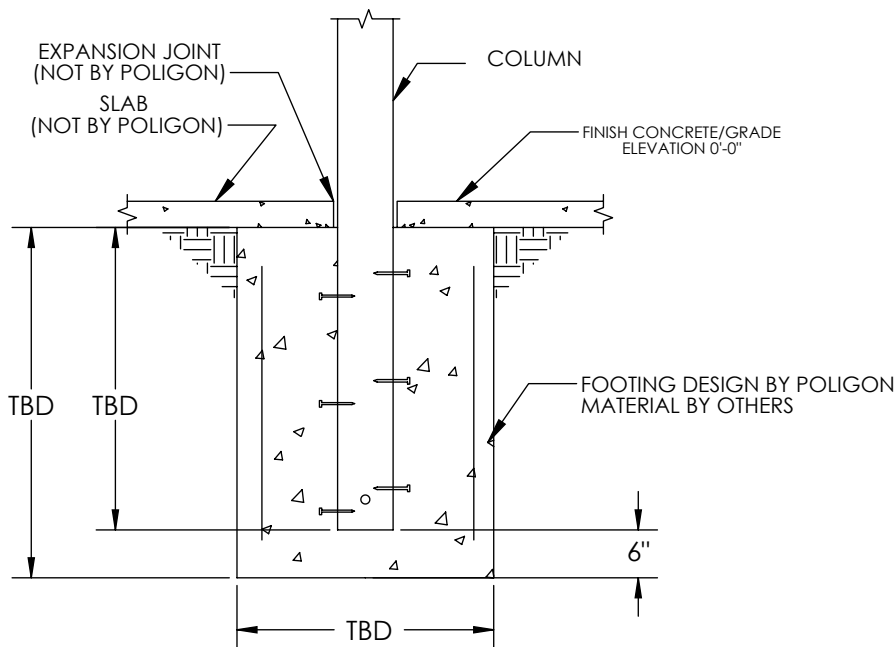 EXPANSION JOINT
(NOT BY POLIGON)
COLUMN
SLAB
(NOT BY POLIGON)
FINISH CONCRETE/GRADE
ELEVATION 0'-0"
TBD
TBD
FOOTING DESIGN BY POLIGON
MATERIAL BY OTHERS
6"
TBD